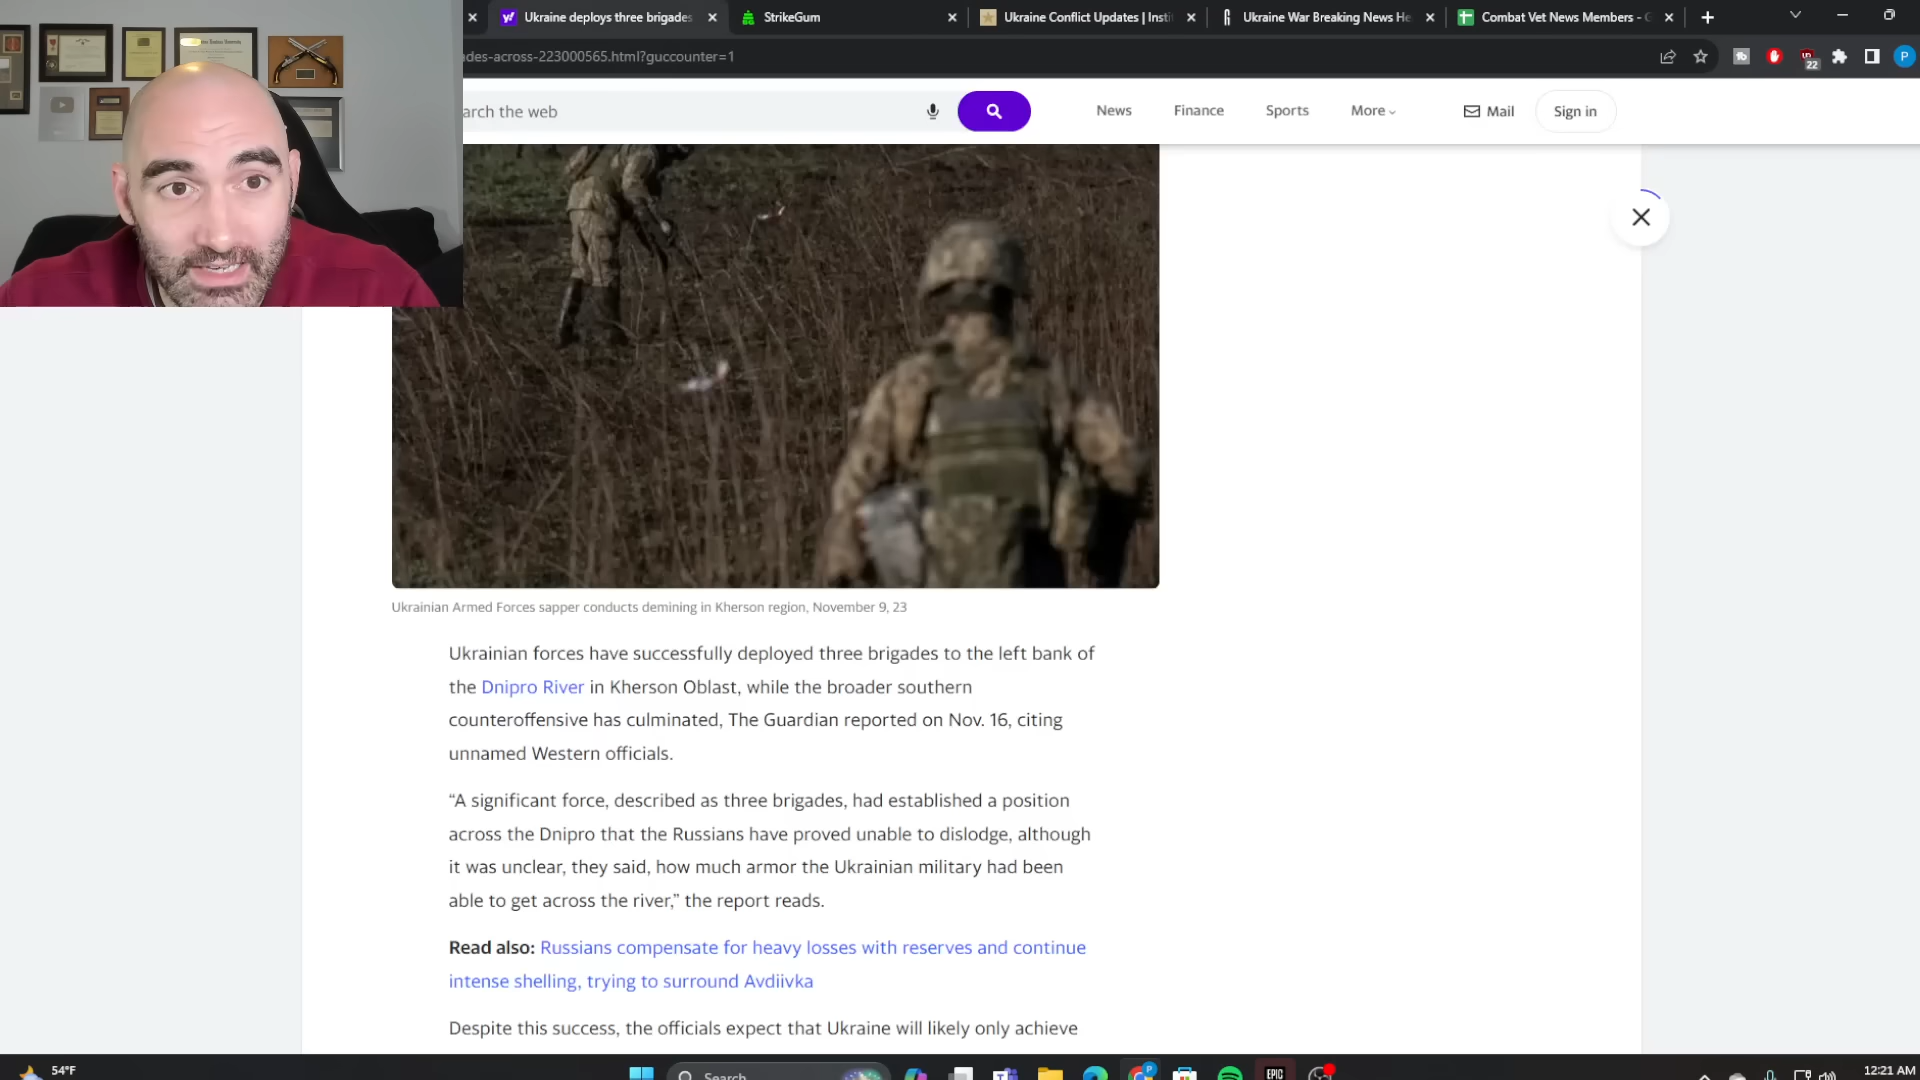 Ukraine deploys three brigades
StrikeGum
Ukraine Conflict Updates | Insti
Ukraine War Breaking News He
Combat Vet News Members - G
des-across-223000565.html?guccounter=1
22
P
arch the web
News
Finance
Sports
More
Mail
Sign in
Ukrainian Armed Forces sapper conducts demining in Kherson region, November 9, 23
Ukrainian forces have successfully deployed three brigades to the left bank of
the Dnipro River in Kherson Oblast, while the broader southern
counteroffensive has culminated, The Guardian reported on Nov. 16, citing
unnamed Western officials.
“A significant force, described as three brigades, had established a position
across the Dnipro that the Russians have proved unable to dislodge, although
it was unclear, they said, how much armor the Ukrainian military had been
able to get across the river,” the report reads.
Read also: Russians compensate for heavy losses with reserves and continue
intense shelling, trying to surround Avdiivka
Despite this success, the officials expect that Ukraine will likely only achieve
54°F
Search
EPIC
12:21 AM